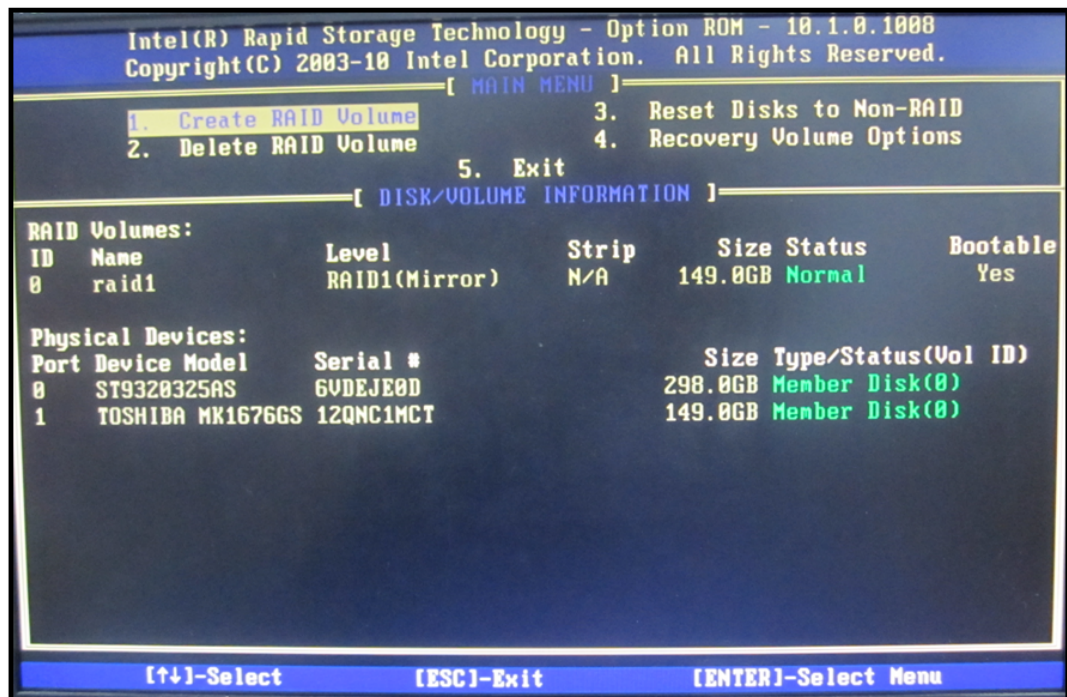 Intel(R) Rapid Storage Technology - Option ROM - 10.1.0.1008
Copyright(C) 2003-10 Intel Corporation. All Rights Reserved.
[ MAIN MENU ]
1. Create RAID Volume 3. Reset Disks to Non-RAID
2. Delete RAID Volume 4. Recovery Volume Options
5. Exit
[ DISK/VOLUME INFORMATION ]
RAID Volumes:
ID Name Level Strip Size Status Bootable
0 raid1 RAID1(Mirror) N/A 149.0GB Normal Yes
Physical Devices:
Port Device Model Serial # Size Type/Status(Vol ID)
0 ST9320325AS 6VDEJE0D 298.0GB Member Disk(0)
1 TOSHIBA MK1676GS 12QNC1MCT 149.0GB Member Disk(0)
[↑↓]-Select [ESC]-Exit [ENTER]-Select Menu